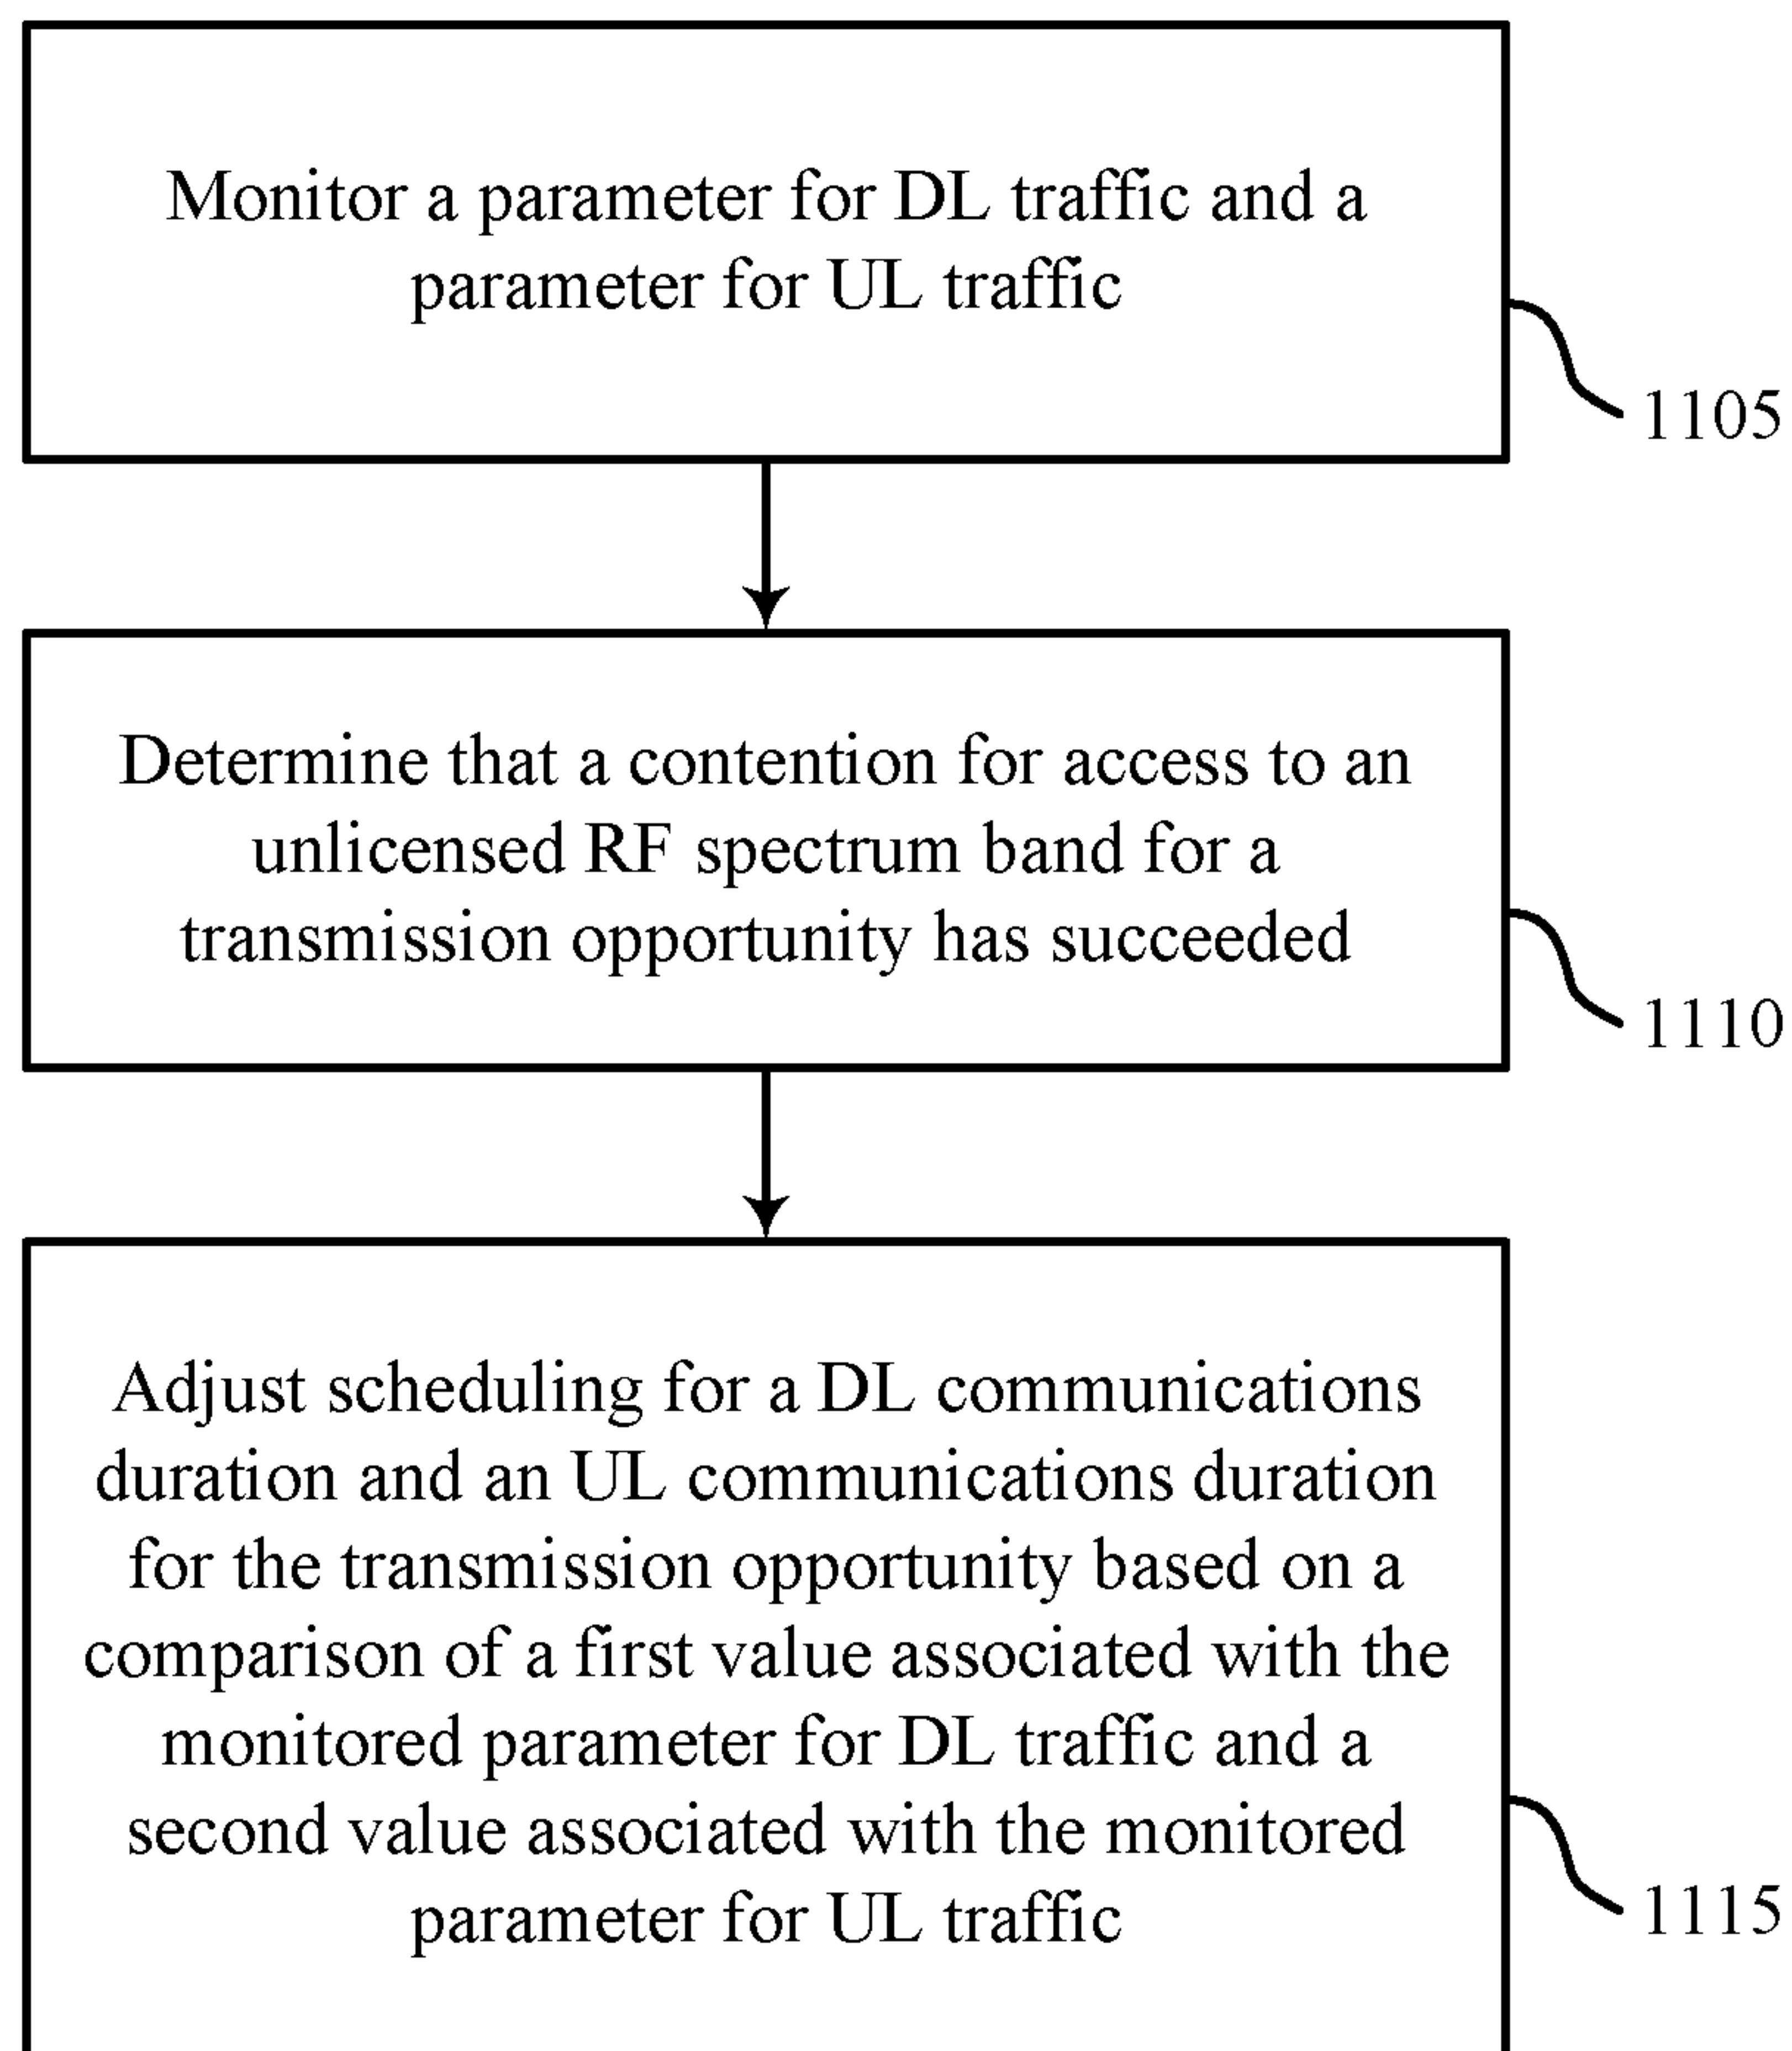 Monitor a parameter for DL traffic and a
parameter for UL traffic
1105
Determine that a contention for access to an
unlicensed RF spectrum band for a
transmission opportunity has succeeded
1110
Adjust scheduling for a DL communications
duration and an UL communications duration
for the transmission opportunity based on a
comparison of a first value associated with the
monitored parameter for DL traffic and a
second value associated with the monitored
parameter for UL traffic
1115